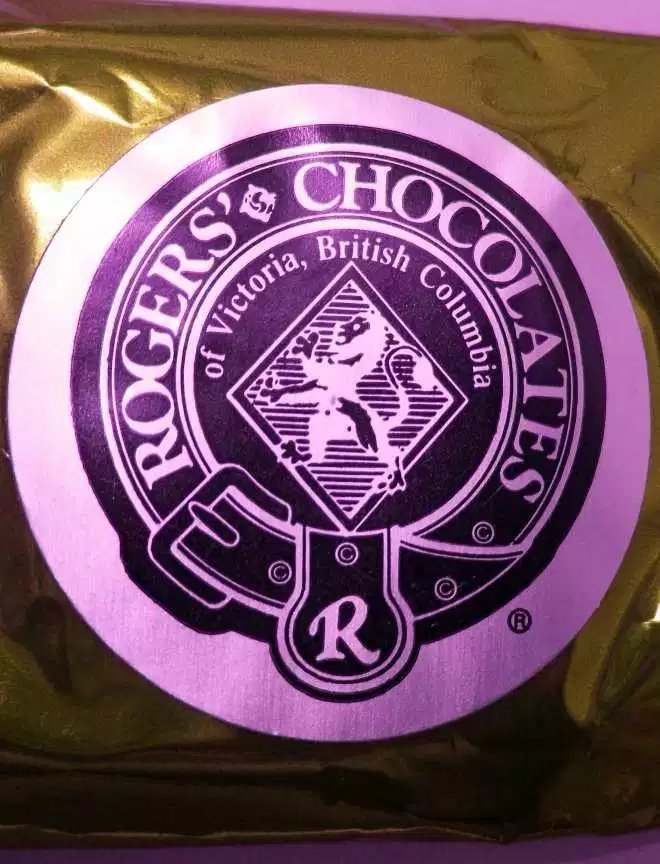 ROGERS' CHOCOLATES
of Victoria, British Columbia
© © © ©
R
®